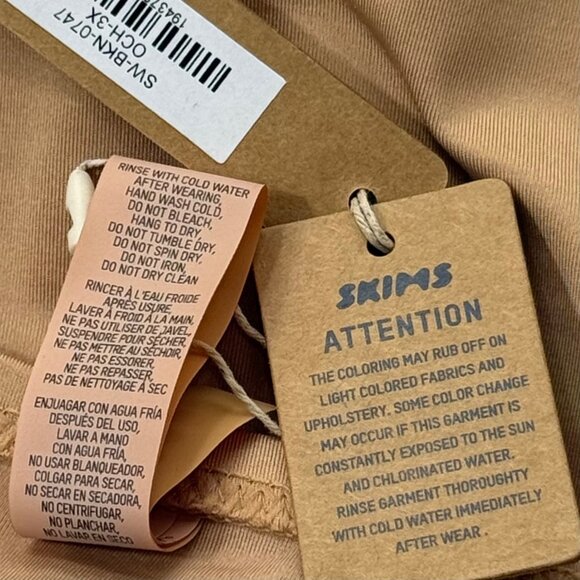 SW-BKN-0747
OCH-3X
RINSE WITH COLD WATER
AFTER WEARING,
HAND WASH COLD,
DO NOT BLEACH,
HANG TO DRY,
DO NOT TUMBLE DRY,
DO NOT SPIN DRY,
DO NOT IRON,
DO NOT DRY CLEAN
RINCER À L'EAU FROIDE
APRÈS USURE,
LAVER À FROID À LA MAIN,
NE PAS UTILISER DE JAVEL,
SUSPENDRE POUR SÉCHER,
NE PAS METTRE AU SÉCHOIR,
NE PAS ESSORER,
NE PAS REPASSER,
PAS DE NETTOYAGE À SEC
ENJUAGAR CON AGUA FRÍA
DESPUÉS DEL USO,
LAVAR A MANO
CON AGUA FRÍA,
NO USAR BLANQUEADOR,
COLGAR PARA SECAR,
NO SECAR EN SECADORA,
NO CENTRIFUGAR,
NO PLANCHAR,
NO LAVAR EN SECO
SKIMS
ATTENTION
THE COLORING MAY RUB OFF ON
LIGHT COLORED FABRICS AND
UPHOLSTERY. SOME COLOR CHANGE
MAY OCCUR IF THIS GARMENT IS
CONSTANTLY EXPOSED TO THE SUN
AND CHLORINATED WATER.
RINSE GARMENT THOROUGHTY
WITH COLD WATER IMMEDIATELY
AFTER WEAR .